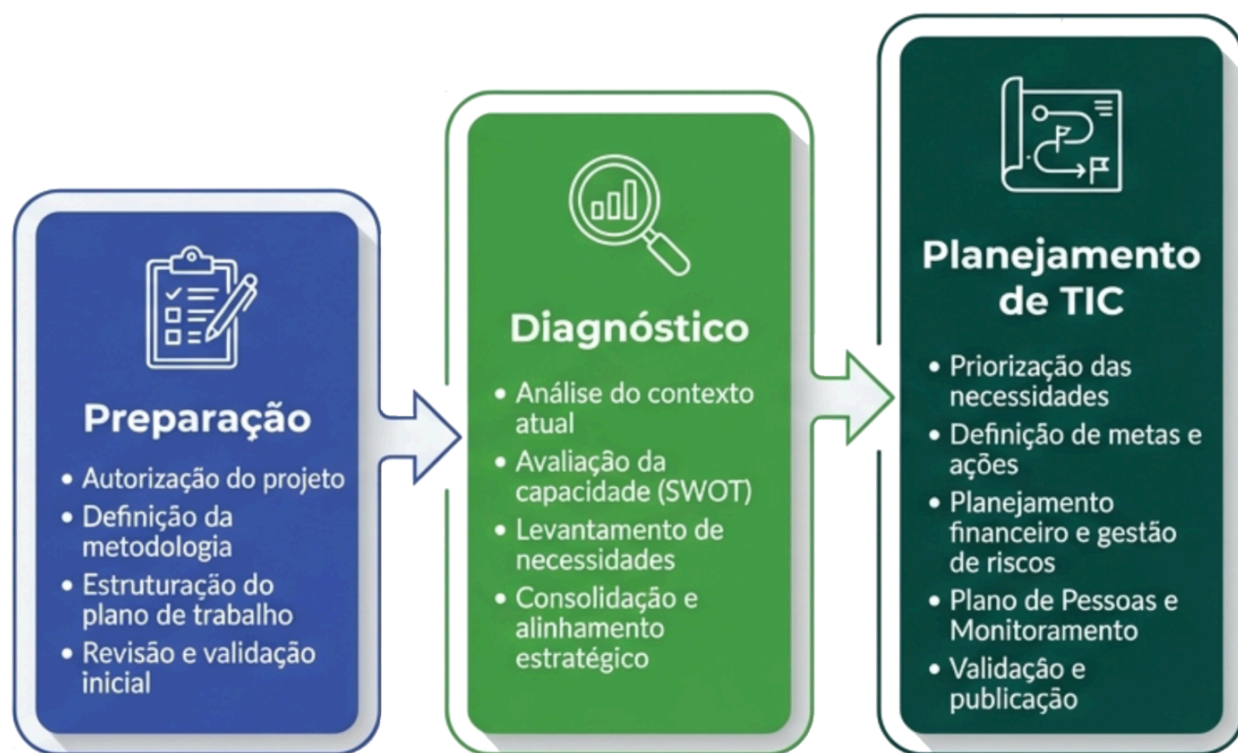 Preparação
• Autorização do projeto
• Definição da
metodologia
• Estruturação do
plano de trabalho
• Revisão e validação
inicial
Diagnóstico
• Análise do contexto
atual
• Avaliação da
capacidade (SWOT)
• Levantamento de
necessidades
• Consolidação e
alinhamento
estratégico
Planejamento
de TIC
• Priorização das
necessidades
• Definição de metas e
ações
• Planejamento
financeiro e gestão
de riscos
• Plano de Pessoas e
Monitoramento
• Validação e
publicação